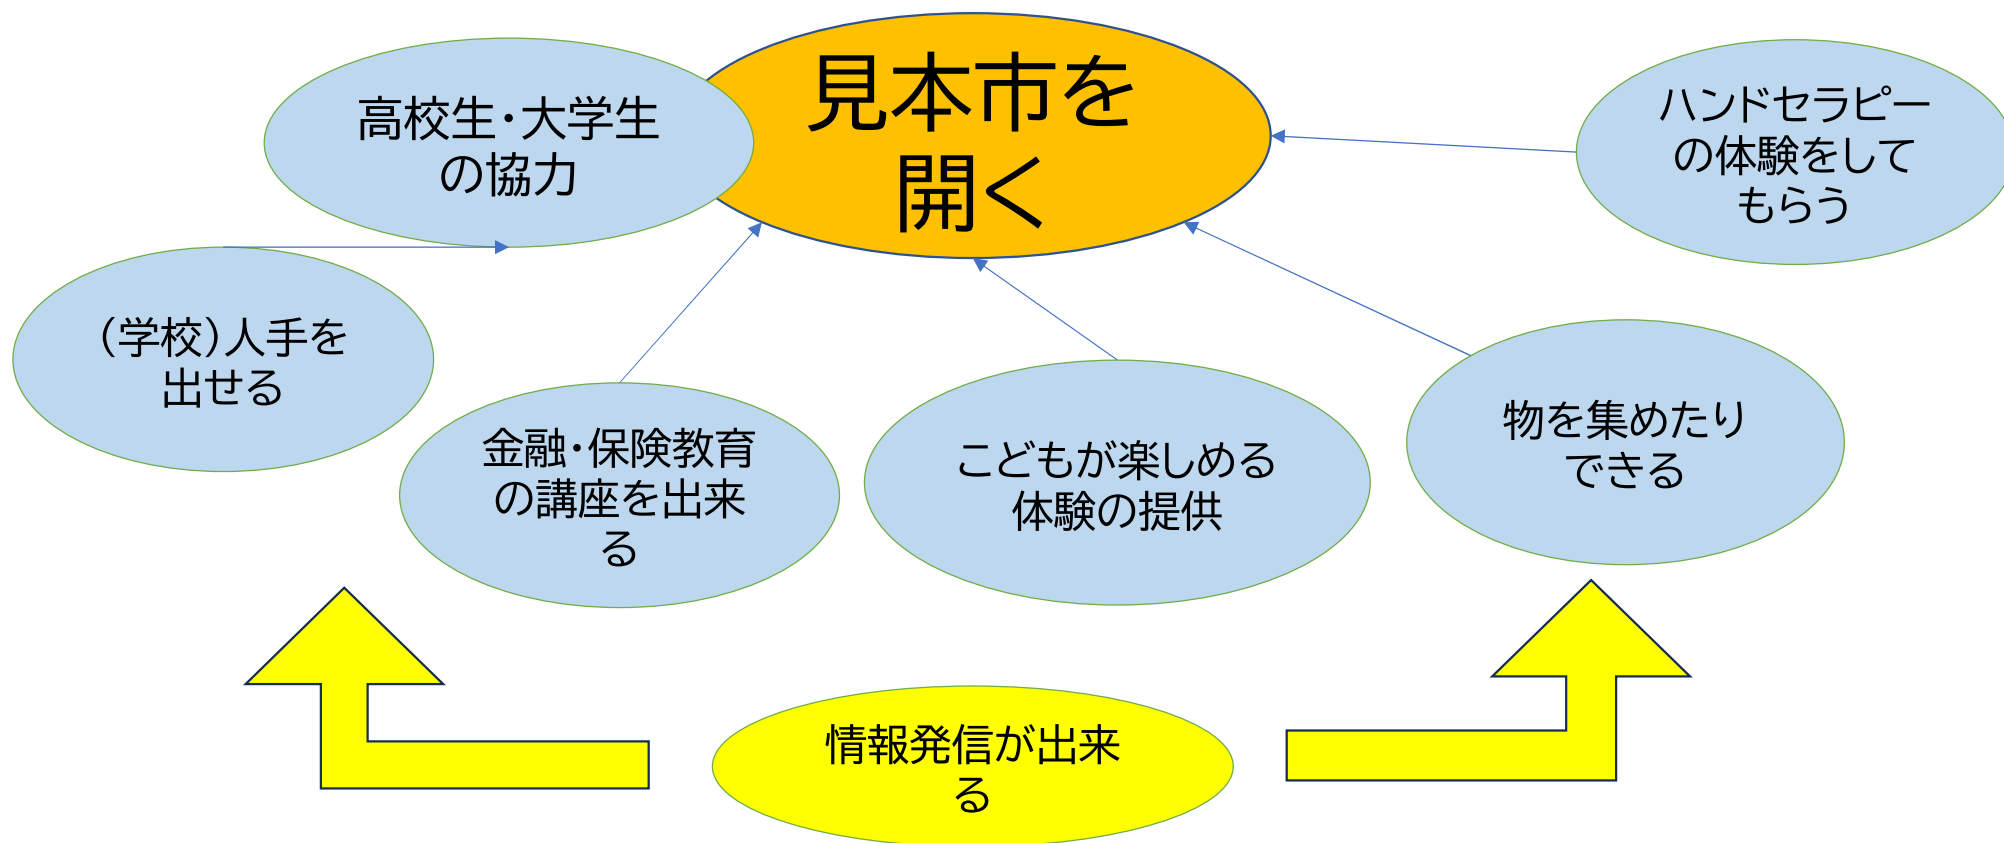 見本市を
開く
高校生・大学生
の協力
ハンドセラピー
の体験をして
もらう
（学校）人手を
出せる
金融・保険教育
の講座を出来
る
こどもが楽しめる
体験の提供
物を集めたり
できる
情報発信が出来
る